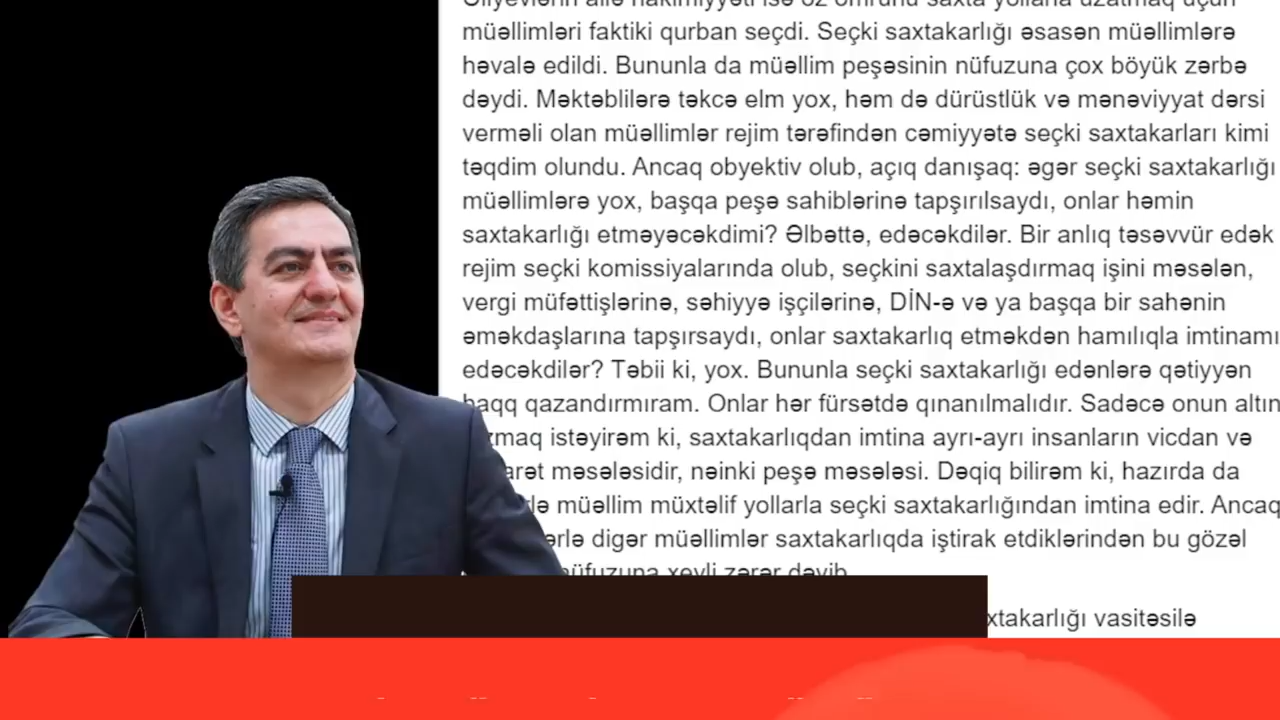 müəllimləri faktiki qurban seçdi. Seçki saxtakarlığı əsasən müəllimlərə
həvalə edildi. Bununla da müəllim peşəsinin nüfuzuna çox böyük zərbə
dəydi. Məktəblilərə təkcə elm yox, həm də dürüstlük və mənəviyyat dərsi
verməli olan müəllimlər rejim tərəfindən cəmiyyətə seçki saxtakarları kimi
təqdim olundu. Ancaq obyektiv olub, açıq danışaq: əgər seçki saxtakarlığı
müəllimlərə yox, başqa peşə sahiblərinə tapşırılsaydı, onlar həmin
saxtakarlığı etməyəcəkdimi? Əlbəttə, edəcəkdilər. Bir anlıq təsəvvür edək
rejim seçki komissiyalarında olub, seçkini saxtalaşdırmaq işini məsələn,
vergi müfəttişlərinə, səhiyyə işçilərinə, DİN-ə və ya başqa bir sahənin
əməkdaşlarına tapşırsaydı, onlar saxtakarlıq etməkdən hamılıqla imtinamı
edəcəkdilər? Təbii ki, yox. Bununla seçki saxtakarlığı edənlərə qətiyyən
haqq qazandırmıram. Onlar hər fürsətdə qınanılmalıdır. Sadəcə onun altın
istəyirəm ki, saxtakarlıqdan imtina ayrı-ayrı insanların vicdan və
məsələsidir, nəinki peşə məsələsi. Dəqiq bilirəm ki, hazırda da
müəllim müxtəlif yollarla seçki saxtakarlığından imtina edir. Ancaq
digər müəllimlər saxtakarlıqda iştirak etdiklərindən bu gözəl
nüfuzuna xeyli zərər dəyib.
vasitəsilə